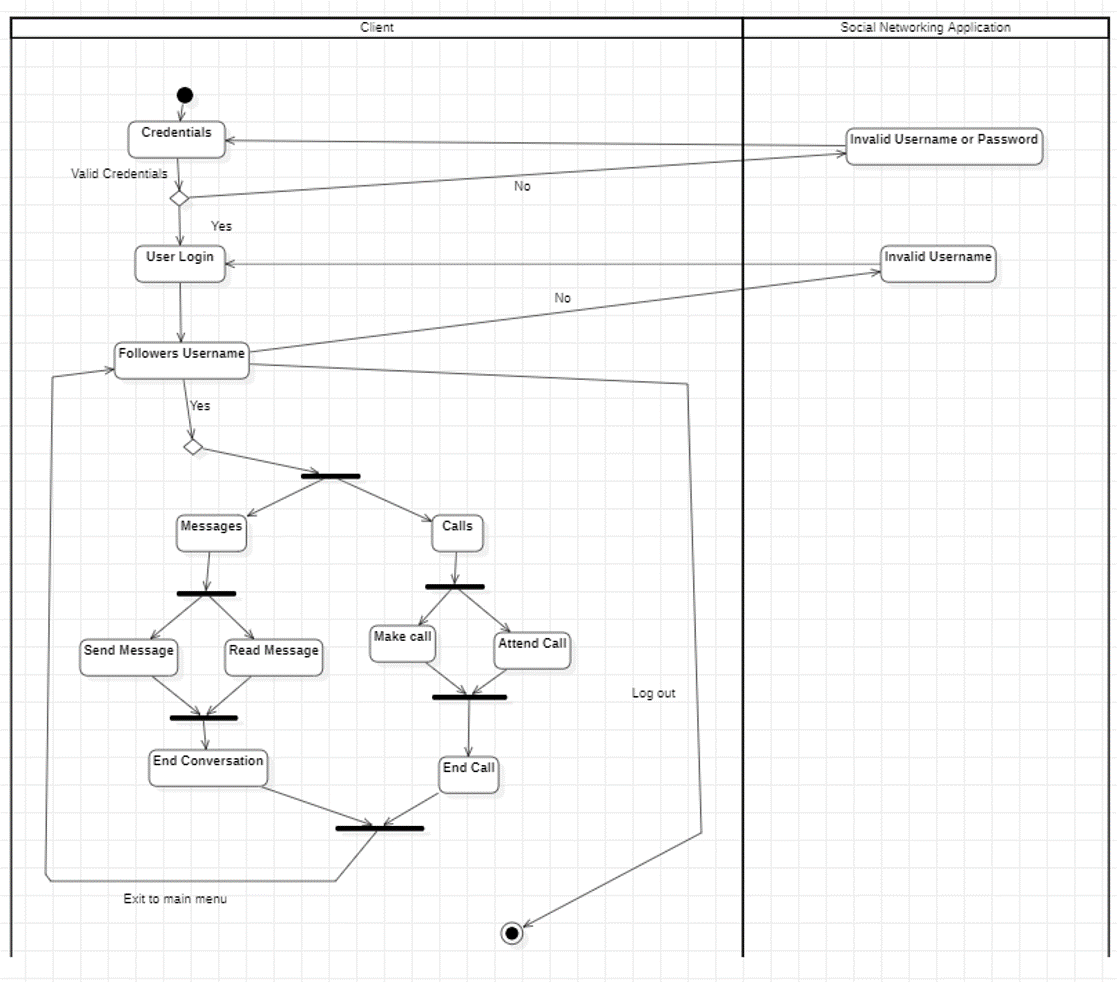 Client
Social Networking Application
Credentials
Invalid Username or Password
Valid Credentials
No
Yes
User Login
Invalid Username
No
Followers Username
Yes
Messages
Calls
Make call
Attend Call
Send Message
Read Message
Log out
End Conversation
End Call
Exit to main menu